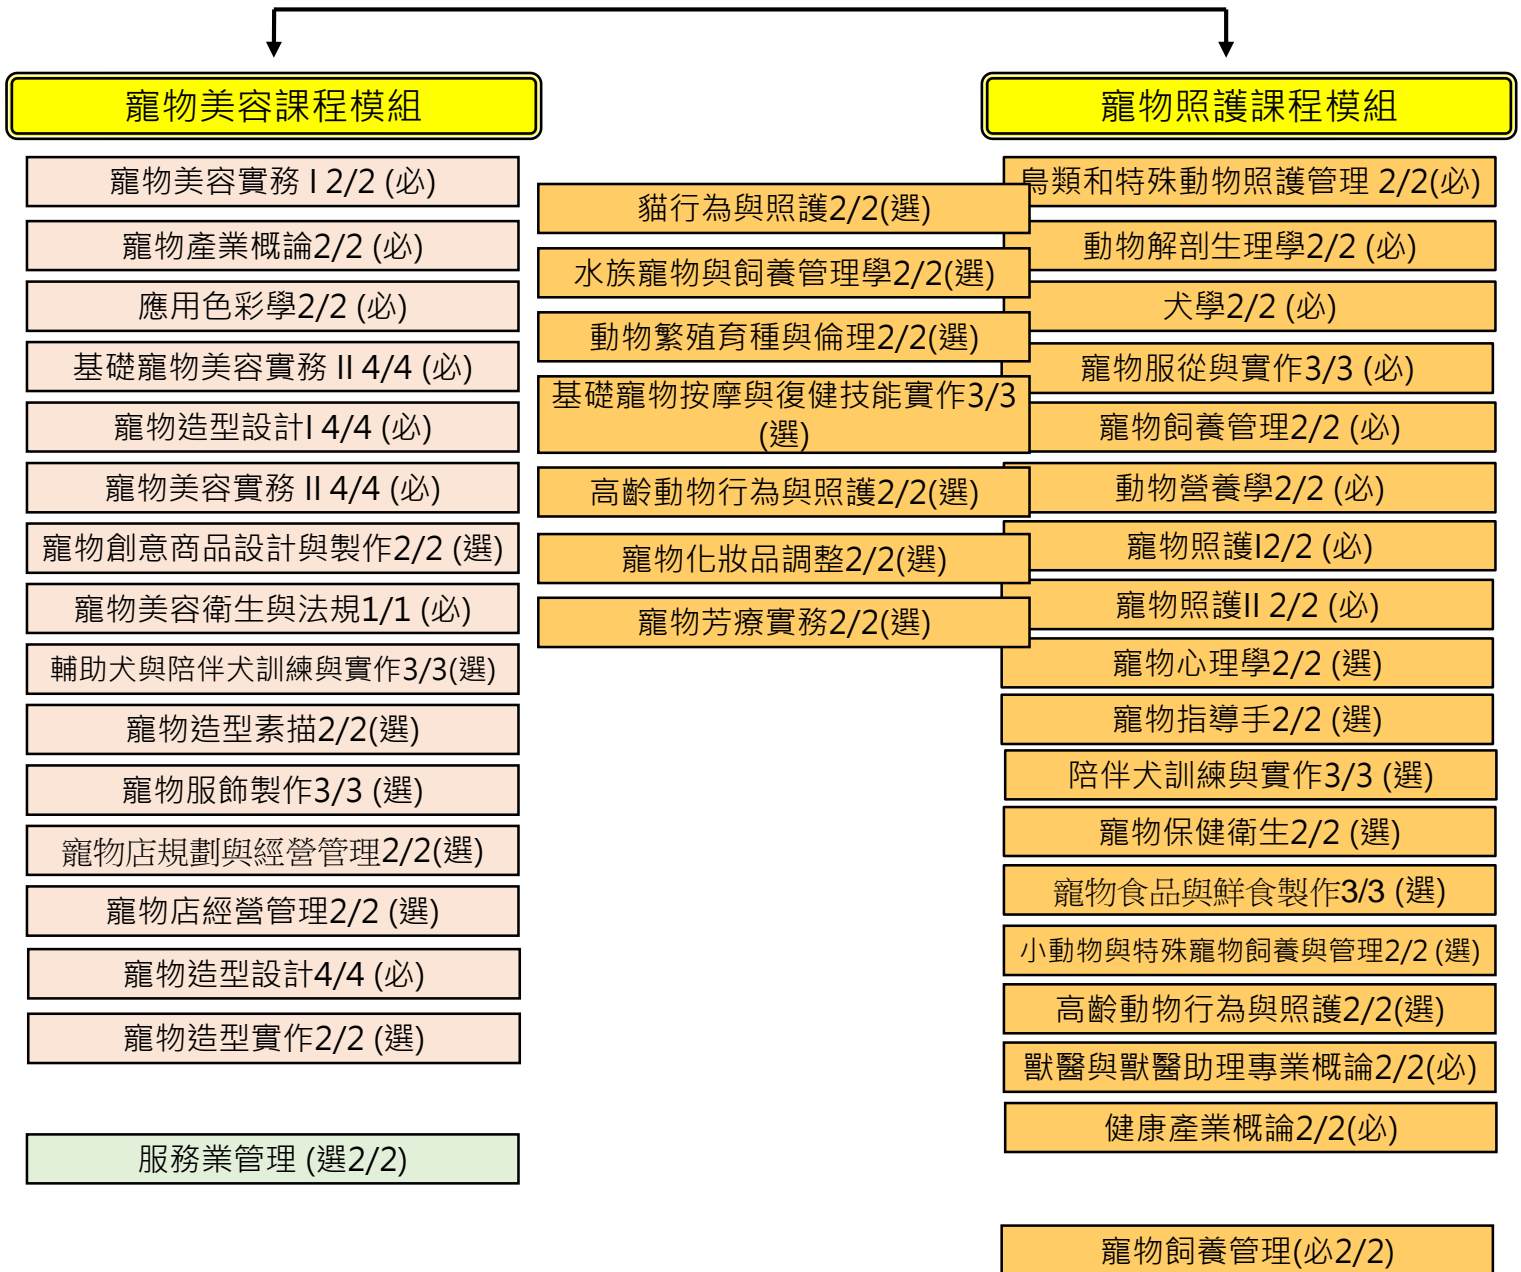 寵物美容課程模組
寵物美容實務 I 2/2 (必)
寵物產業概論2/2 (必)
應用色彩學2/2 (必)
基礎寵物美容實務 II 4/4 (必)
寵物造型設計I 4/4 (必)
寵物美容實務 II 4/4 (必)
寵物創意商品設計與製作2/2 (選)
寵物美容衛生與法規1/1 (必)
輔助犬與陪伴犬訓練與實作3/3(選)
寵物造型素描2/2(選)
寵物服飾製作3/3 (選)
寵物店規劃與經營管理2/2(選)
寵物店經營管理2/2 (選)
寵物造型設計4/4 (必)
寵物造型實作2/2 (選)
服務業管理 (選2/2)
貓行為與照護2/2(選)
水族寵物與飼養管理學2/2(選)
動物繁殖育種與倫理2/2(選)
基礎寵物按摩與復健技能實作3/3
(選)
高齡動物行為與照護2/2(選)
寵物化妝品調整2/2(選)
寵物芳療實務2/2(選)
寵物照護課程模組
鳥類和特殊動物照護管理 2/2(必)
動物解剖生理學2/2 (必)
犬學2/2 (必)
寵物服從與實作3/3 (必)
寵物飼養管理2/2 (必)
動物營養學2/2 (必)
寵物照護I2/2 (必)
寵物照護II 2/2 (必)
寵物心理學2/2 (選)
寵物指導手2/2 (選)
陪伴犬訓練與實作3/3 (選)
寵物保健衛生2/2 (選)
寵物食品與鮮食製作3/3 (選)
小動物與特殊寵物飼養與管理2/2 (選)
高齡動物行為與照護2/2(選)
獸醫與獸醫助理專業概論2/2(必)
健康產業概論2/2(必)
寵物飼養管理(必2/2)